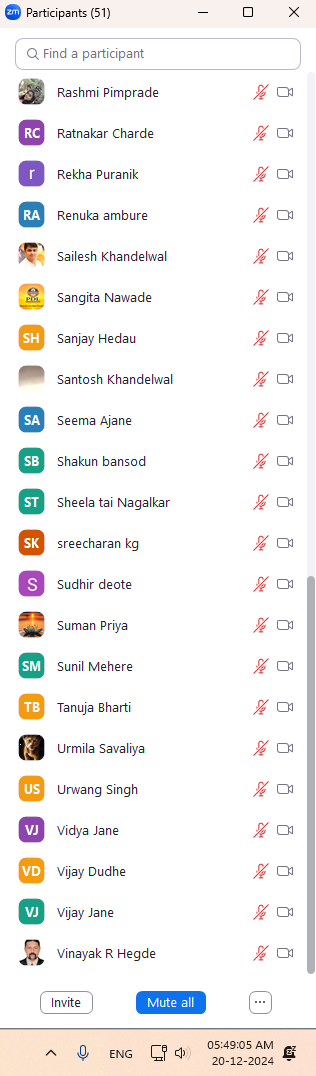 zm Participants (51)
Find a participant
Rashmi Pimprade
RC Ratnakar Charde
r Rekha Puranik
RA Renuka ambure
Sailesh Khandelwal
Sangita Nawade
SH Sanjay Hedau
Santosh Khandelwal
SA Seema Ajane
SB Shakun bansod
ST Sheela tai Nagalkar
SK sreecharan kg
S Sudhir deote
Suman Priya
SM Sunil Mehere
TB Tanuja Bharti
Urmila Savaliya
US Urwang Singh
VJ Vidya Jane
VD Vijay Dudhe
VJ Vijay Jane
Vinayak R Hegde
Invite Mute all ...
ENG 05:49:05 AM
20-12-2024